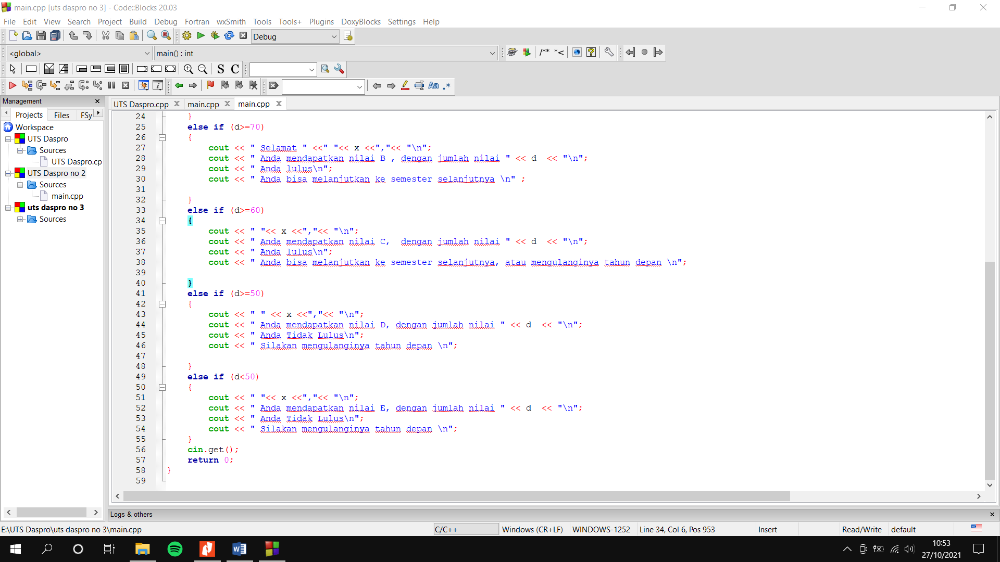 main.cpp [uts daspro no 3] - Code::Blocks 20.03
File Edit View Search Project Build Debug Fortran wxSmith Tools Tools+ Plugins DoxyBlocks Settings Help
Debug
<global> main() : int /** *<
S C
Aa .*
Management
UTS Daspro.cpp main.cpp main.cpp
Projects Files FSy
Workspace
UTS Daspro
Sources
UTS Daspro.cp
UTS Daspro no 2
Sources
main.cpp
uts daspro no 3
Sources
24 }
25 else if (d>=70)
26 {
27 cout << " Selamat " <<" "<< x <<","<< "\n";
28 cout << " Anda mendapatkan nilai B , dengan jumlah nilai " << d  << "\n";
29 cout << " Anda lulus\n";
30 cout << " Anda bisa melanjutkan ke semester selanjutnya \n" ;
31
32 }
33 else if (d>=60)
34 {
35 cout << " "<< x <<","<< "\n";
36 cout << " Anda mendapatkan nilai C,  dengan jumlah nilai " << d  << "\n";
37 cout << " Anda lulus\n";
38 cout << " Anda bisa melanjutkan ke semester selanjutnya, atau mengulanginya tahun depan \n";
39
40 }
41 else if (d>=50)
42 {
43 cout << " " << x <<","<< "\n";
44 cout << " Anda mendapatkan nilai D, dengan jumlah nilai " << d  << "\n";
45 cout << " Anda Tidak Lulus\n";
46 cout << " Silakan mengulanginya tahun depan \n";
47
48 }
49 else if (d<50)
50 {
51 cout << " "<< x <<","<< "\n";
52 cout << " Anda mendapatkan nilai E, dengan jumlah nilai " << d  << "\n";
53 cout << " Anda Tidak Lulus\n";
54 cout << " Silakan mengulanginya tahun depan \n";
55 }
56 cin.get();
57 return 0;
58 }
59
Logs & others
E:\UTS Daspro\uts daspro no 3\main.cpp C/C++ Windows (CR+LF) WINDOWS-1252 Line 34, Col 6, Pos 953 Insert Read/Write default
10:53
27/10/2021